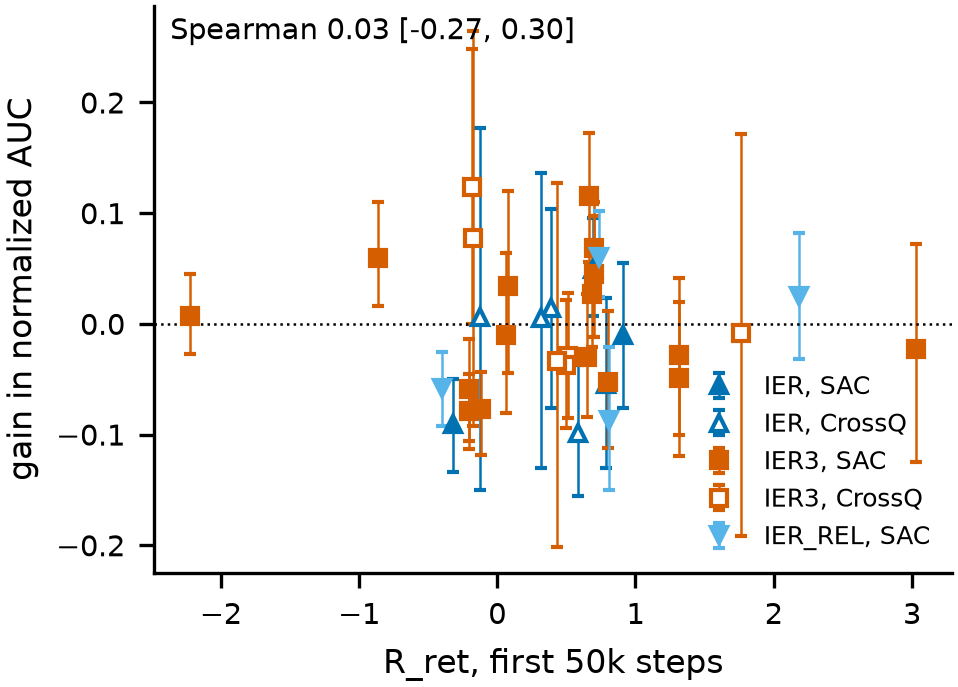 Spearman 0.03 [-0.27, 0.30]
gain in normalized AUC
0.2
0.1
0.0
−0.1
−0.2
IER, SAC
IER, CrossQ
IER3, SAC
IER3, CrossQ
IER_REL, SAC
−2
−1
0
1
2
3
R_ret, first 50k steps